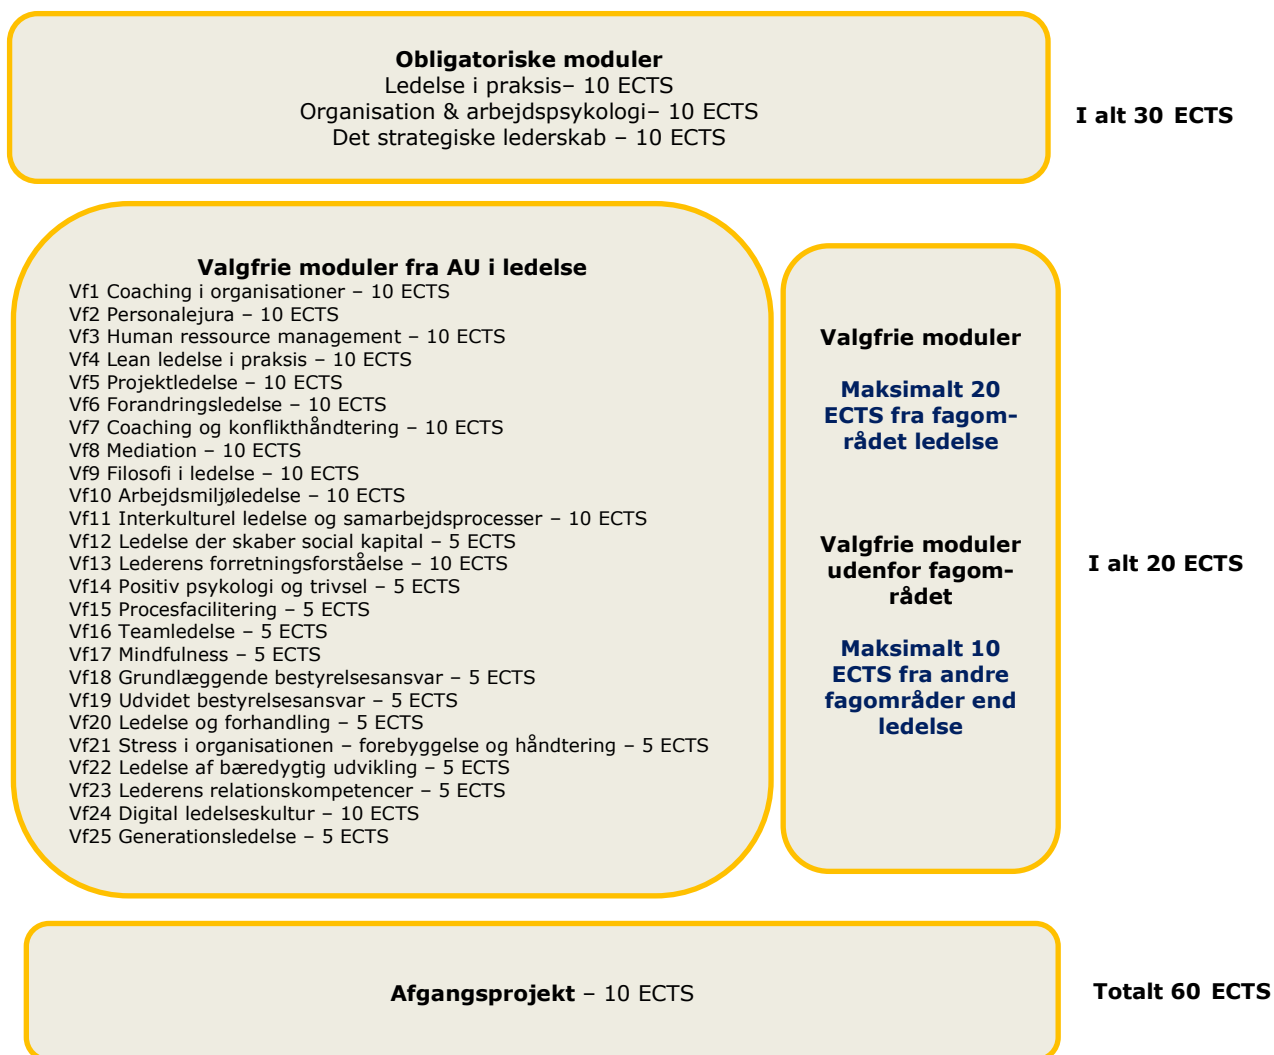 Obligatoriske moduler
Ledelse i praksis– 10 ECTS
Organisation & arbejdspsykologi– 10 ECTS
Det strategiske lederskab – 10 ECTS
I alt 30 ECTS
Valgfrie moduler fra AU i ledelse
Vf1 Coaching i organisationer – 10 ECTS
Vf2 Personalejura – 10 ECTS
Vf3 Human ressource management – 10 ECTS
Vf4 Lean ledelse i praksis – 10 ECTS
Vf5 Projektledelse – 10 ECTS
Vf6 Forandringsledelse – 10 ECTS
Vf7 Coaching og konflikthåndtering – 10 ECTS
Vf8 Mediation – 10 ECTS
Vf9 Filosofi i ledelse – 10 ECTS
Vf10 Arbejdsmiljøledelse – 10 ECTS
Vf11 Interkulturel ledelse og samarbejdsprocesser – 10 ECTS
Vf12 Ledelse der skaber social kapital – 5 ECTS
Vf13 Lederens forretningsforståelse – 10 ECTS
Vf14 Positiv psykologi og trivsel – 5 ECTS
Vf15 Procesfacilitering – 5 ECTS
Vf16 Teamledelse – 5 ECTS
Vf17 Mindfulness – 5 ECTS
Vf18 Grundlæggende bestyrelsesansvar – 5 ECTS
Vf19 Udvidet bestyrelsesansvar – 5 ECTS
Vf20 Ledelse og forhandling – 5 ECTS
Vf21 Stress i organisationen – forebyggelse og håndtering – 5 ECTS
Vf22 Ledelse af bæredygtig udvikling – 5 ECTS
Vf23 Lederens relationskompetencer – 5 ECTS
Vf24 Digital ledelseskultur – 10 ECTS
Vf25 Generationsledelse – 5 ECTS
Valgfrie moduler
Maksimalt 20
ECTS fra fagom-
rådet ledelse
Valgfrie moduler
udenfor fagom-
rådet
Maksimalt 10
ECTS fra andre
fagområder end
ledelse
I alt 20 ECTS
Afgangsprojekt – 10 ECTS
Totalt 60 ECTS